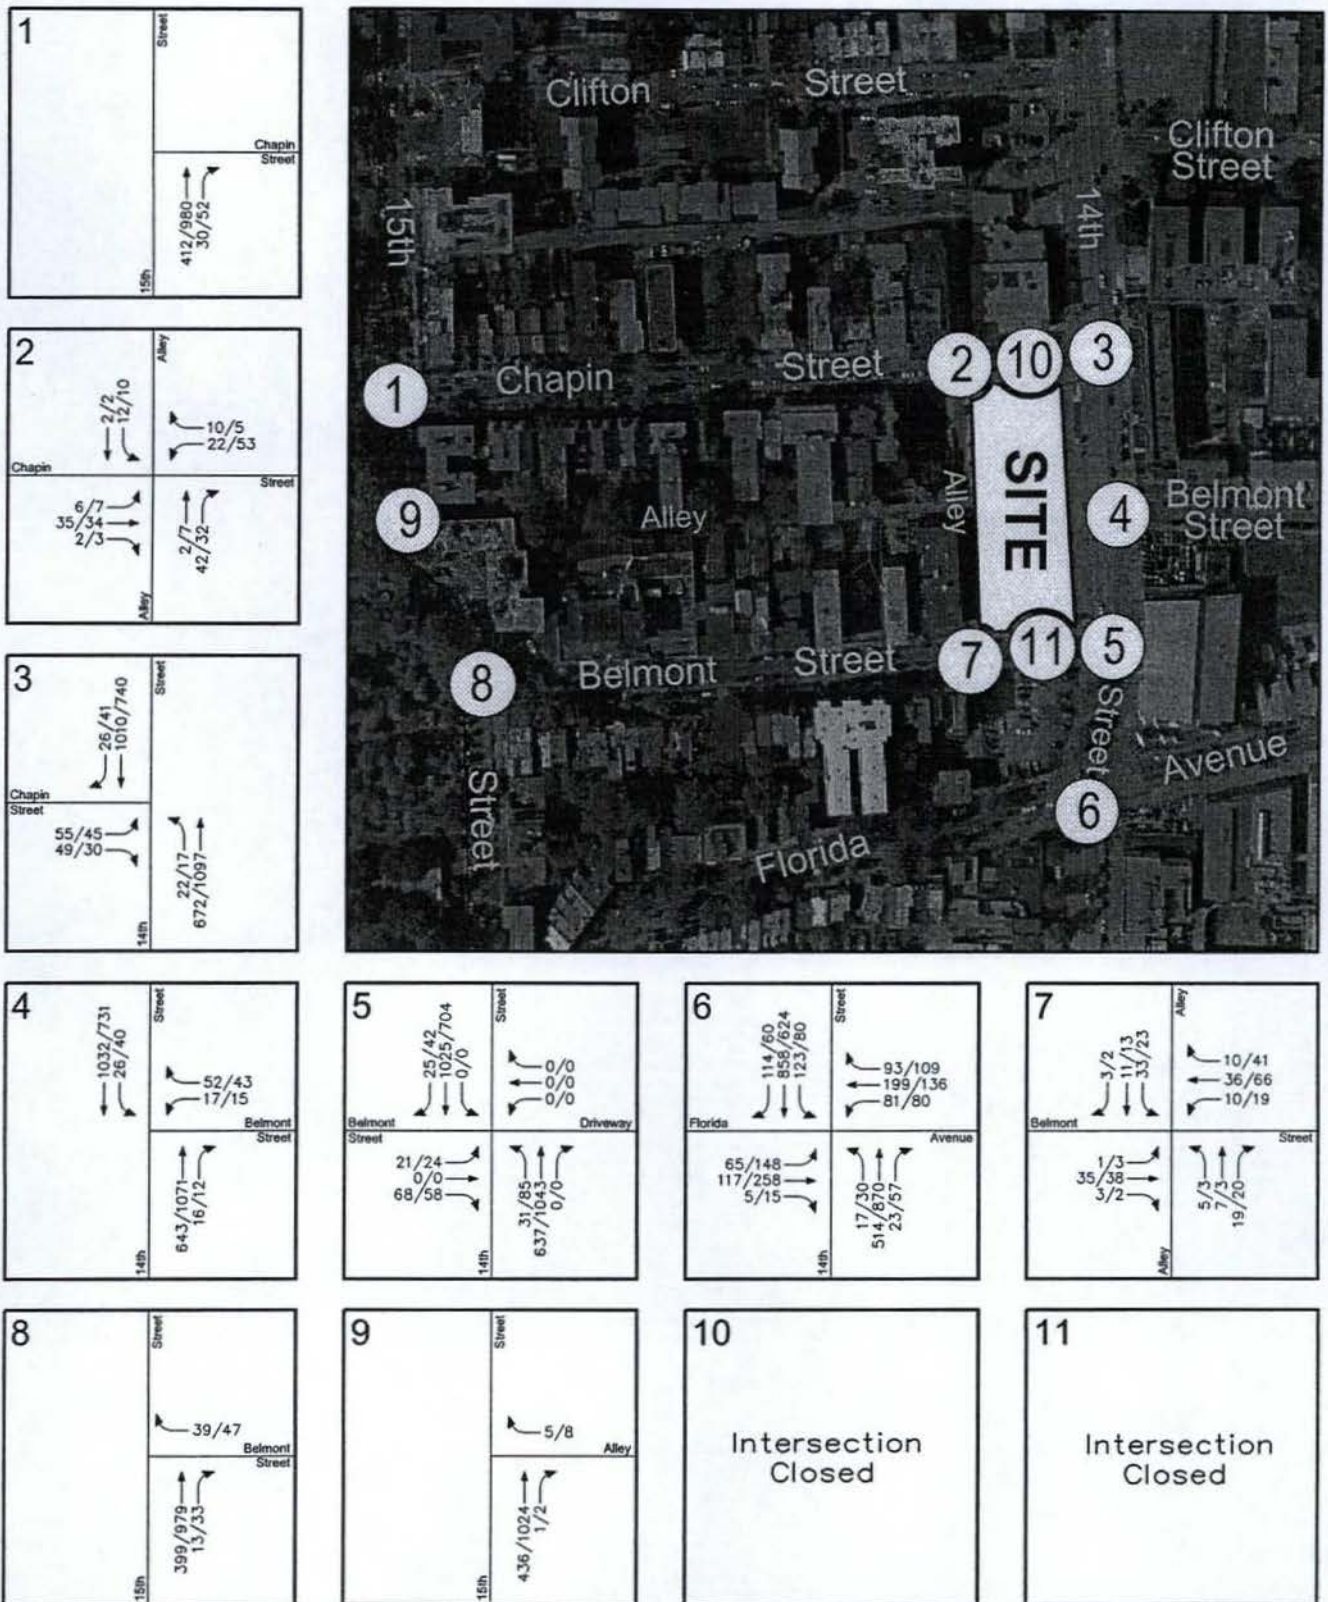 1
Street
Chapin
Street
412/980
30/52
15th
2
Alley
2/2
12/10
10/5
22/53
Chapin
Street
6/7
35/34
2/3
2/7
42/32
Alley
3
Street
26/41
1010/740
Chapin
Street
55/45
49/30
22/17
672/1097
14th
Clifton Street
Clifton
Street
15th
14th
1
Chapin Street
2
10
3
SITE
9
Alley
Alley
4
Belmont
Street
8
Belmont Street
7
11
5
Street
Street
Avenue
6
Florida
4
Street
1032/731
26/40
52/43
17/15
Belmont
Street
643/1071
16/12
14th
5
Street
25/42
1025/704
0/0
0/0
0/0
0/0
Belmont
Driveway
Street
21/24
0/0
68/58
31/85
637/1043
0/0
14th
6
Street
114/60
858/624
123/80
93/109
199/136
81/80
Florida
Avenue
65/148
117/258
5/15
17/30
514/870
23/57
14th
7
Alley
3/2
11/13
33/23
10/41
36/66
10/19
Belmont
Street
1/3
35/38
3/2
5/3
7/3
19/20
Alley
8
Street
39/47
Belmont
Street
399/979
13/33
15th
9
Street
5/8
Alley
436/1024
1/2
15th
10
Intersection
Closed
11
Intersection
Closed